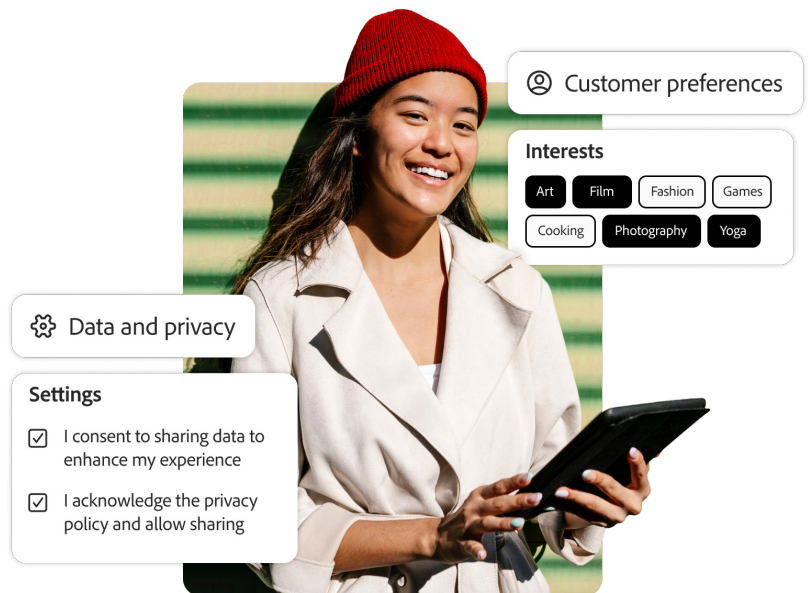 Customer preferences
Interests
Art Film Fashion Games
Cooking Photography Yoga
Data and privacy
Settings
I consent to sharing data to
enhance my experience
I acknowledge the privacy
policy and allow sharing